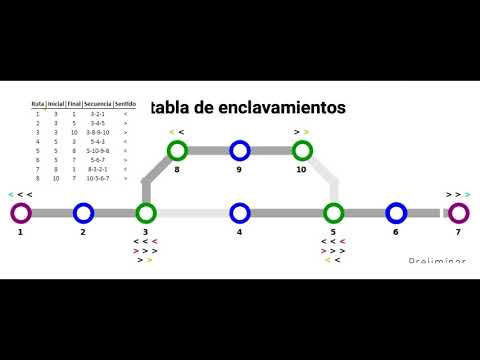 Ruta|Inicial|Final|Secuencia|Sentido
1 3 1 3-2-1 <
2 3 5 3-4-5 >
3 3 10 3-8-9-10 >
4 5 3 5-4-3 <
5 5 8 5-10-9-8 <
6 5 7 5-6-7 >
7 8 1 8-3-2-1 <
8 10 7 10-5-6-7 >
tabla de enclavamientos
< < > >
8 9 10
< < < > > >
1 2 3 4 5 6 7
< < < < < <
> > > > > >
> > < <
Preliminar